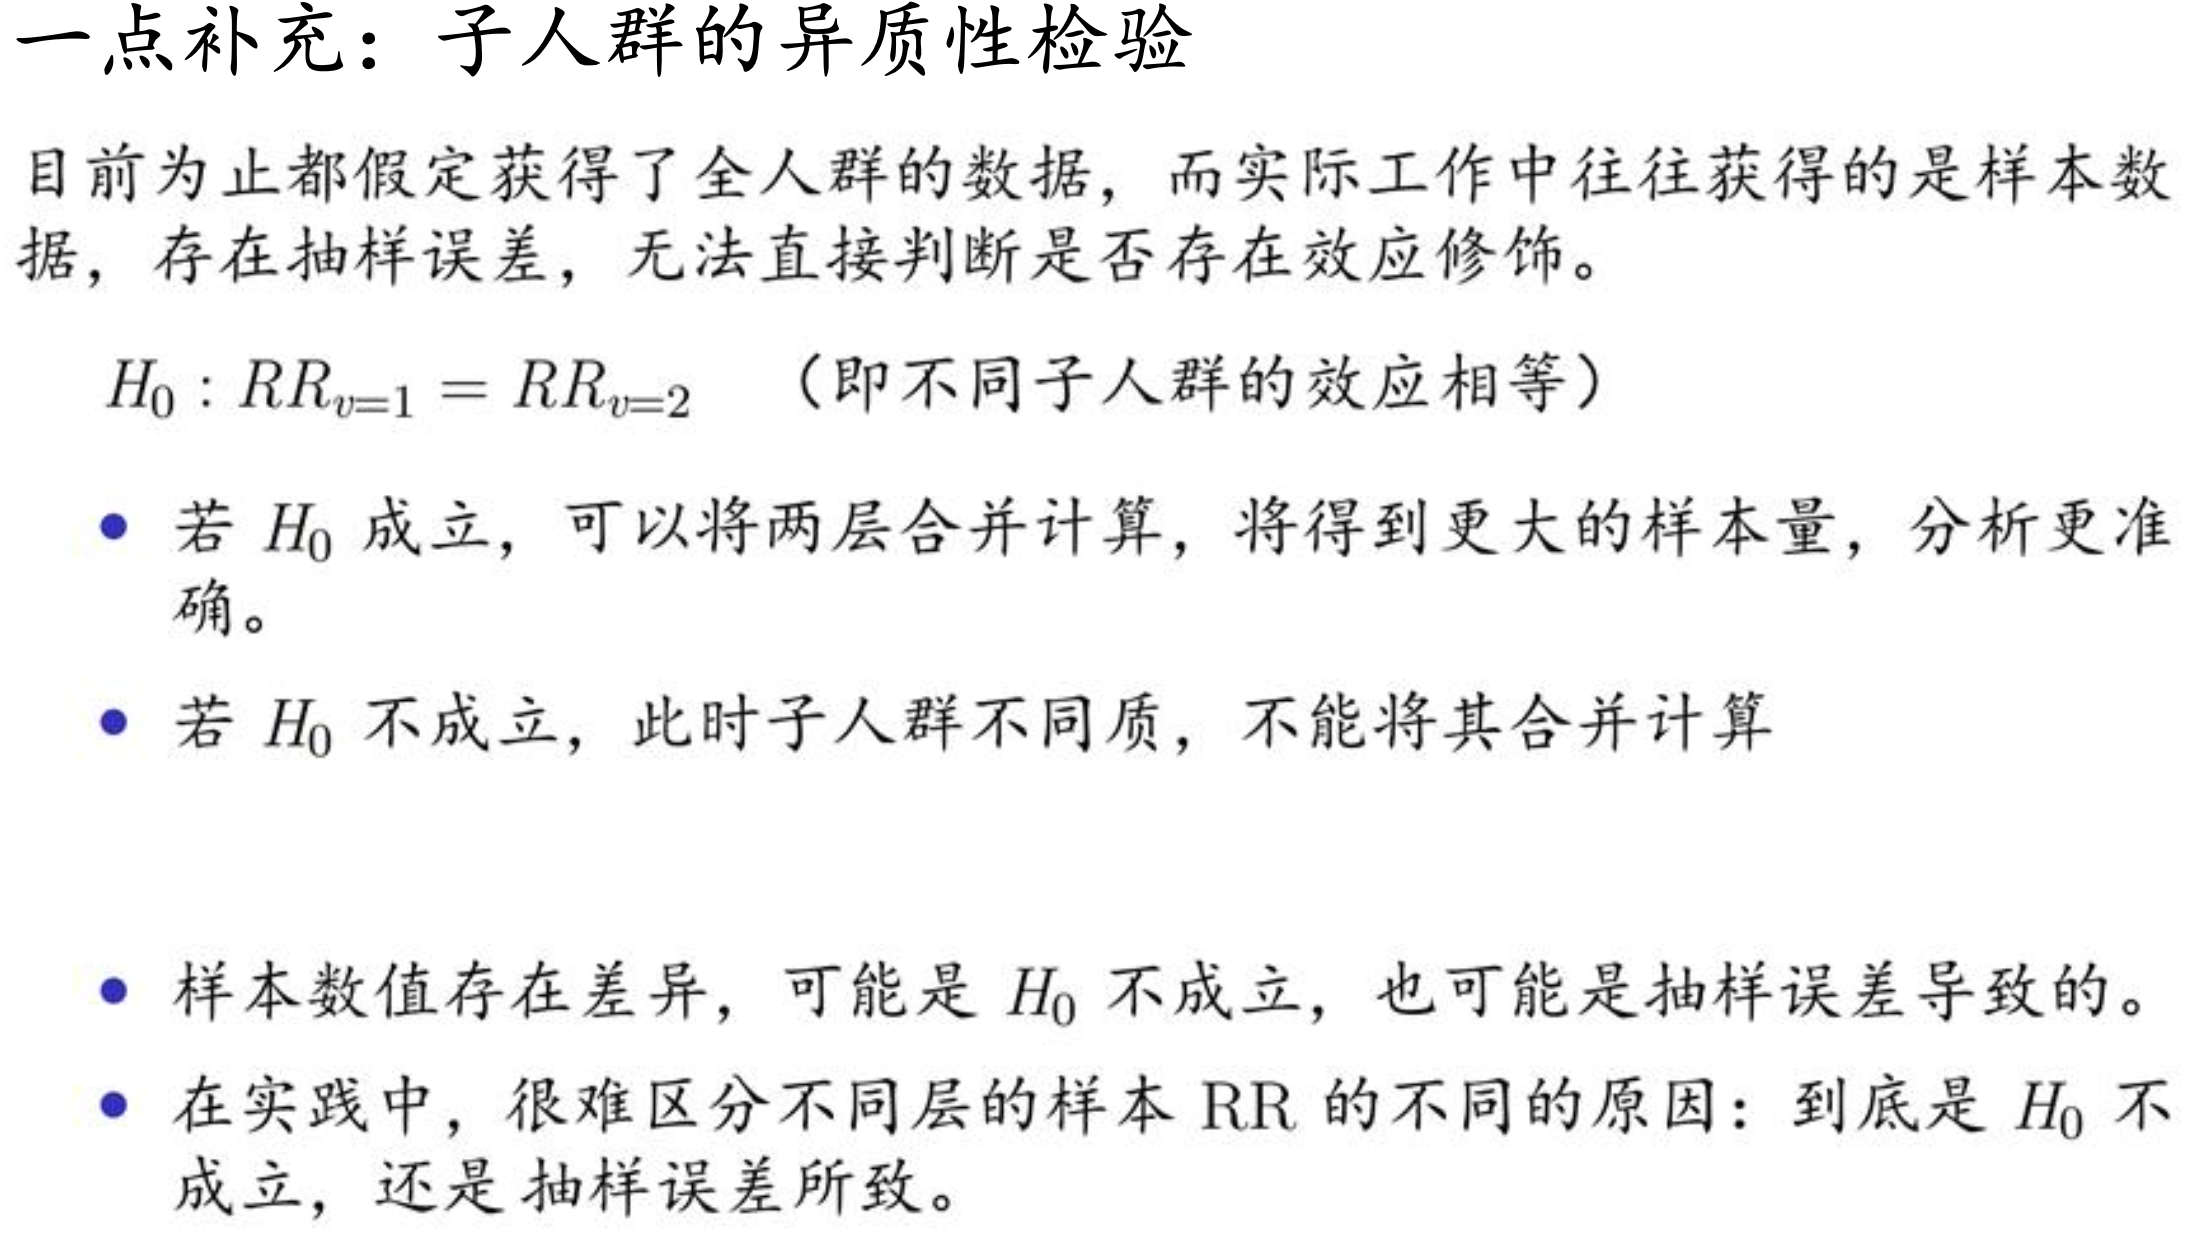 一点补充：子人群的异质性检验
目前为止都假定获得了全人群的数据，而实际工作中往往获得的是样本数
据，存在抽样误差，无法直接判断是否存在效应修饰。
H₀ : RRᵥ₌₁ = RRᵥ₌₂ （即不同子人群的效应相等）
• 若 H₀ 成立，可以将两层合并计算，将得到更大的样本量，分析更准
确。
• 若 H₀ 不成立，此时子人群不同质，不能将其合并计算
• 样本数值存在差异，可能是 H₀ 不成立，也可能是抽样误差导致的。
• 在实践中，很难区分不同层的样本 RR 的不同的原因：到底是 H₀ 不
成立，还是抽样误差所致。